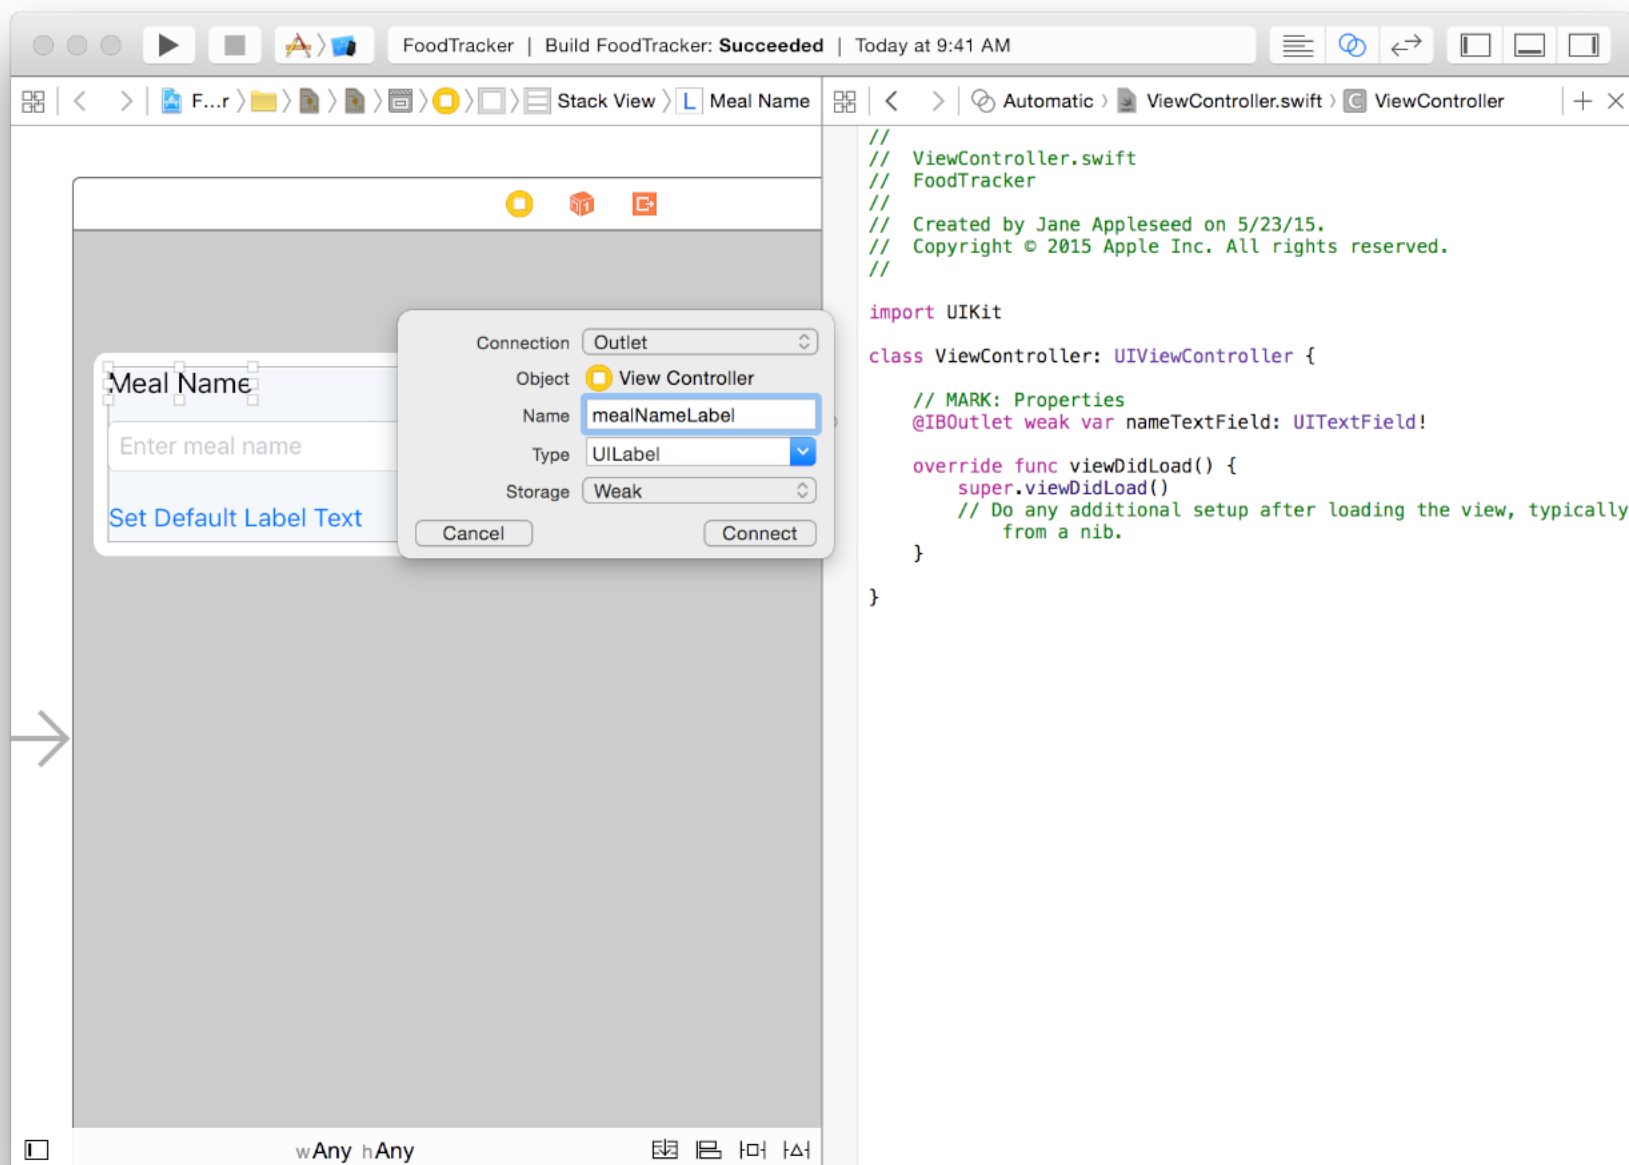 FoodTracker | Build FoodTracker: Succeeded | Today at 9:41 AM
F...r Stack View L Meal Name
Automatic ViewController.swift C ViewController
Meal Name
Enter meal name
Set Default Label Text
Connection Outlet
Object View Controller
Name mealNameLabel
Type UILabel
Storage Weak
Cancel Connect
wAny hAny
//
// ViewController.swift
// FoodTracker
//
// Created by Jane Appleseed on 5/23/15.
// Copyright © 2015 Apple Inc. All rights reserved.
//
import UIKit
class ViewController: UIViewController {
// MARK: Properties
@IBOutlet weak var nameTextField: UITextField!
override func viewDidLoad() {
super.viewDidLoad()
// Do any additional setup after loading the view, typically
from a nib.
}
}